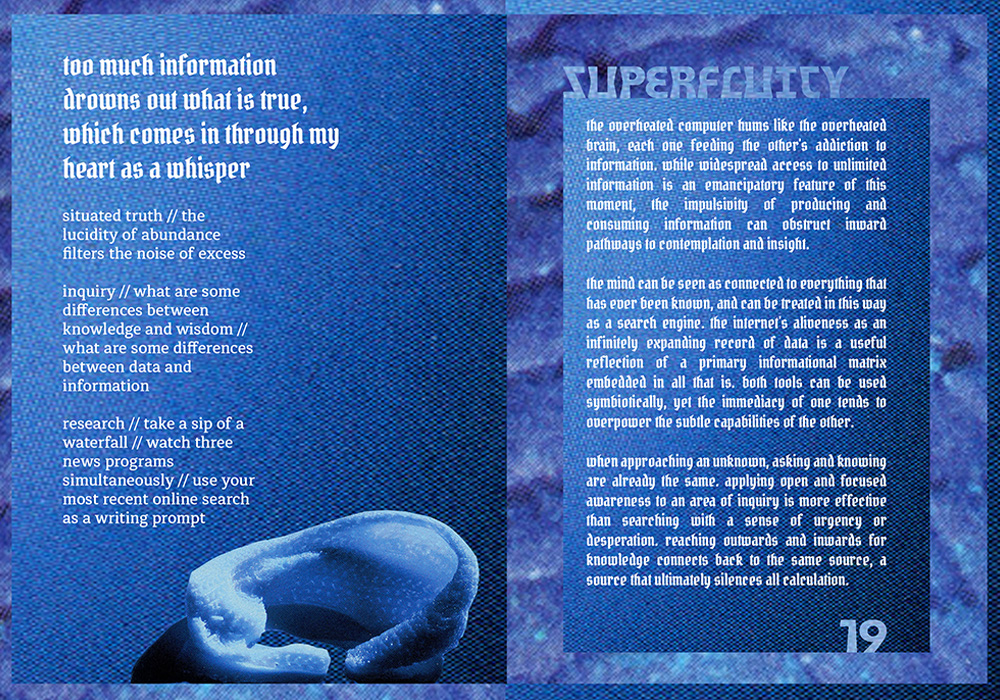 too much information
drowns out what is true,
which comes in through my
heart as a whisper
situated truth // the
lucidity of abundance
filters the noise of excess
inquiry // what are some
differences between
knowledge and wisdom //
what are some differences
between data and
information
research // take a sip of a
waterfall // watch three
news programs
simultaneously // use your
most recent online search
as a writing prompt
SUPERFLUITY
the overheated computer hums like the overheated
brain, each one feeding the other's addiction to
information. while widespread access to unlimited
information is an emancipatory feature of this
moment, the impulsivity of producing and
consuming information can obstruct inward
pathways to contemplation and insight.
the mind can be seen as connected to everything that
has ever been known, and can be treated in this way
as a search engine. the internet's aliveness as an
infinitely expanding record of data is a useful
reflection of a primary informational matrix
embedded in all that is. both tools can be used
symbiotically, yet the immediacy of one tends to
overpower the subtle capabilities of the other.
when approaching an unknown, asking and knowing
are already the same. applying open and focused
awareness to an area of inquiry is more effective
than searching with a sense of urgency or
desperation. reaching outwards and inwards for
knowledge connects back to the same source, a
source that ultimately silences all calculation.
19